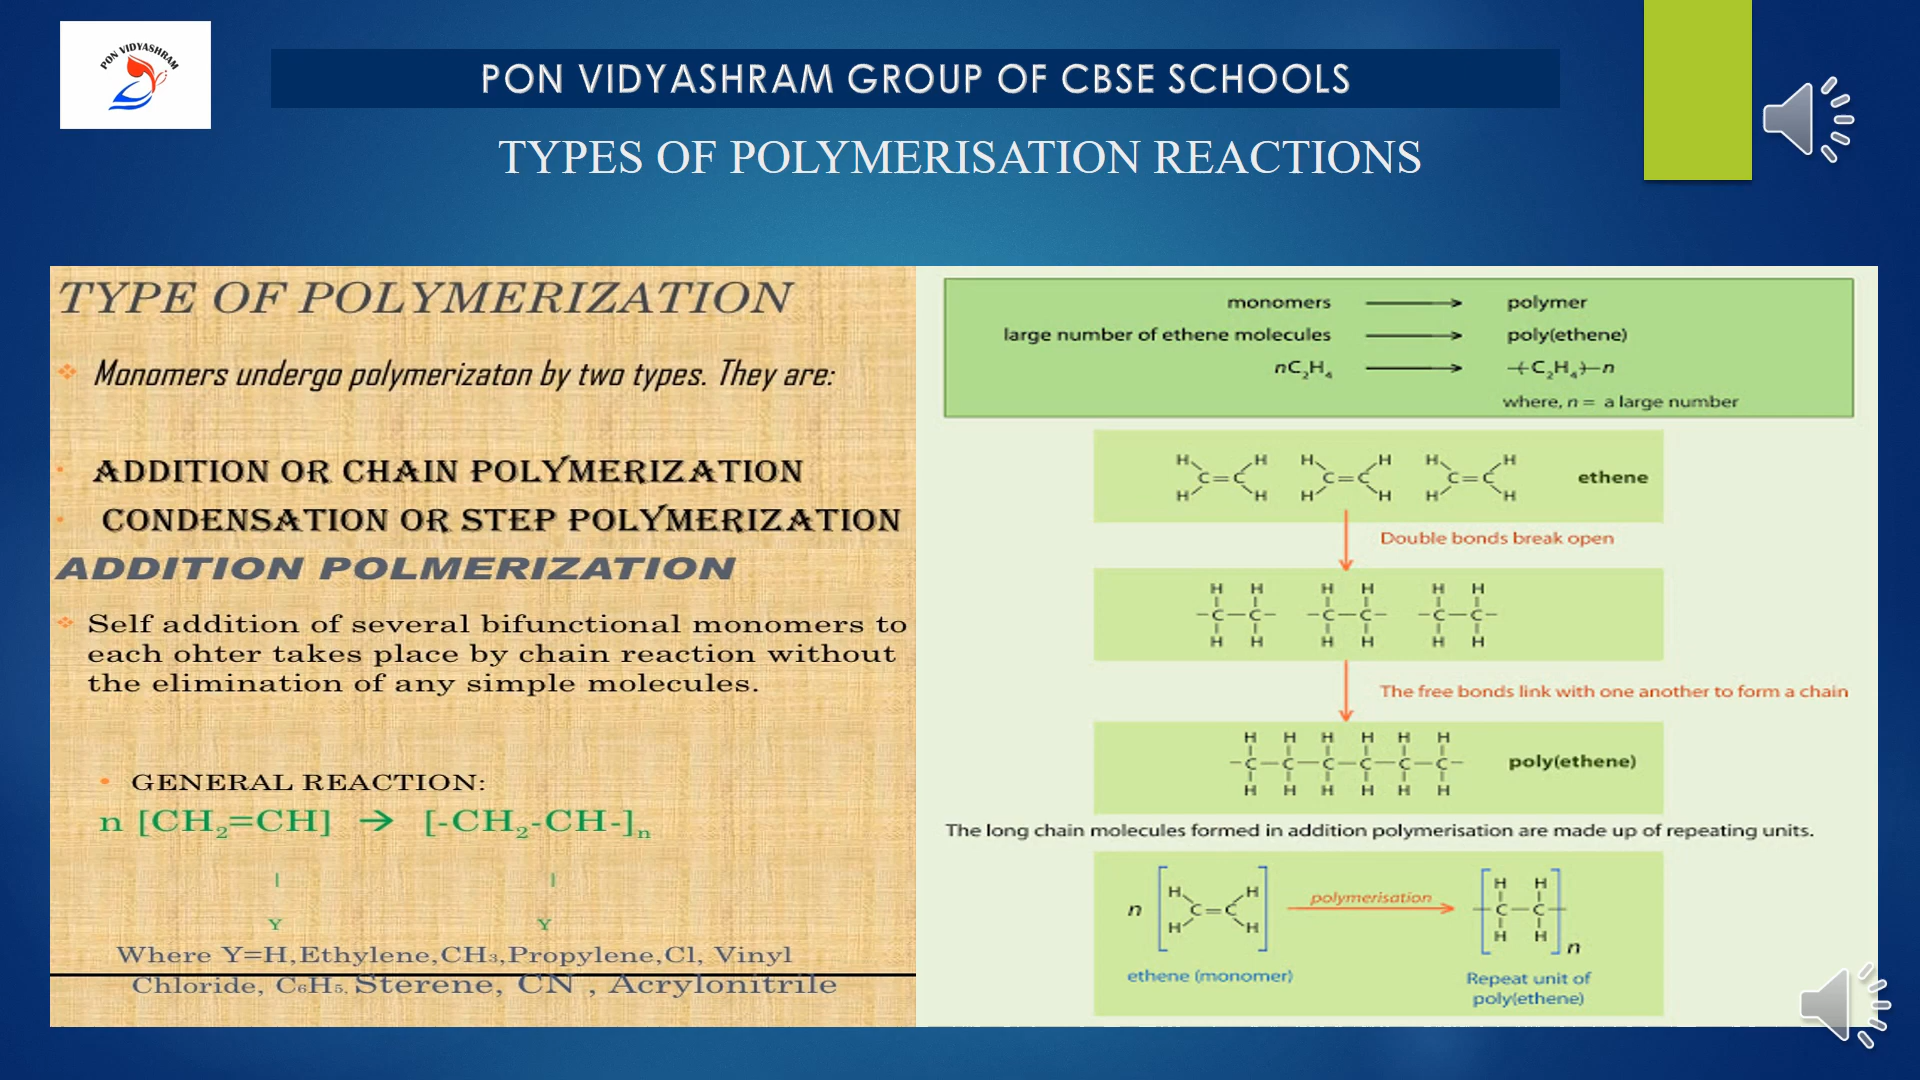 PON VIDYASHRAM
PON VIDYASHRAM GROUP OF CBSE SCHOOLS
TYPES OF POLYMERISATION REACTIONS
TYPE OF POLYMERIZATION
Monomers undergo polymerizaton by two types. They are:
ADDITION OR CHAIN POLYMERIZATION
CONDENSATION OR STEP POLYMERIZATION
ADDITION POLMERIZATION
Self addition of several bifunctional monomers to
each ohter takes place by chain reaction without
the elimination of any simple molecules.
GENERAL REACTION:
n [CH₂=CH] → [-CH₂-CH-]ₙ
Y Y
Where Y=H,Ethylene,CH₃,Propylene,Cl, Vinyl
Chloride, C₆H₅, Sterene, CN , Acrylonitrile
monomers → polymer
large number of ethene molecules → poly(ethene)
nC₂H₄ → -(-C₂H₄-)-n
where, n = a large number
H H H H H H
C=C C=C C=C
H H H H H H
ethene
Double bonds break open
H H H H H H
-C-C- -C-C- -C-C-
H H H H H H
The free bonds link with one another to form a chain
H H H H H H
-C-C-C-C-C-C-
H H H H H H
poly(ethene)
The long chain molecules formed in addition polymerisation are made up of repeating units.
n [H H C=C H H] polymerisation [H H -C-C- H H] n
ethene (monomer)
Repeat unit of
poly(ethene)